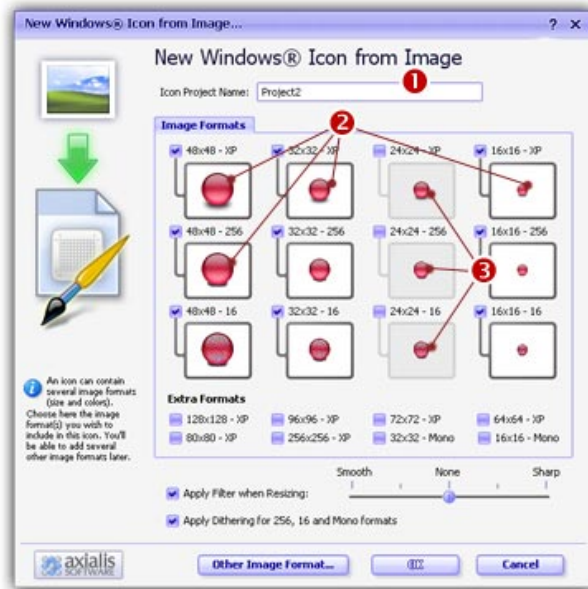 New Windows® Icon from Image...
? X
New Windows® Icon from Image
1
Icon Project Name: Project2
Image Formats
2
48x48 - XP 32x32 - XP 24x24 - XP 16x16 - XP
48x48 - 256 32x32 - 256 24x24 - 256 16x16 - 256
3
48x48 - 16 32x32 - 16 24x24 - 16 16x16 - 16
An icon can contain
several image formats
(size and colors).
Choose here the image
format(s) you wish to
include in this icon. You'll
be able to add several
other image formats later.
Extra Formats
128x128 - XP 96x96 - XP 72x72 - XP 64x64 - XP
80x80 - XP 256x256 - XP 32x32 - Mono 16x16 - Mono
Smooth None Sharp
Apply Filter when Resizing:
Apply Dithering for 256, 16 and Mono formats
axialis
SOFTWARE
Other Image Format... OK Cancel